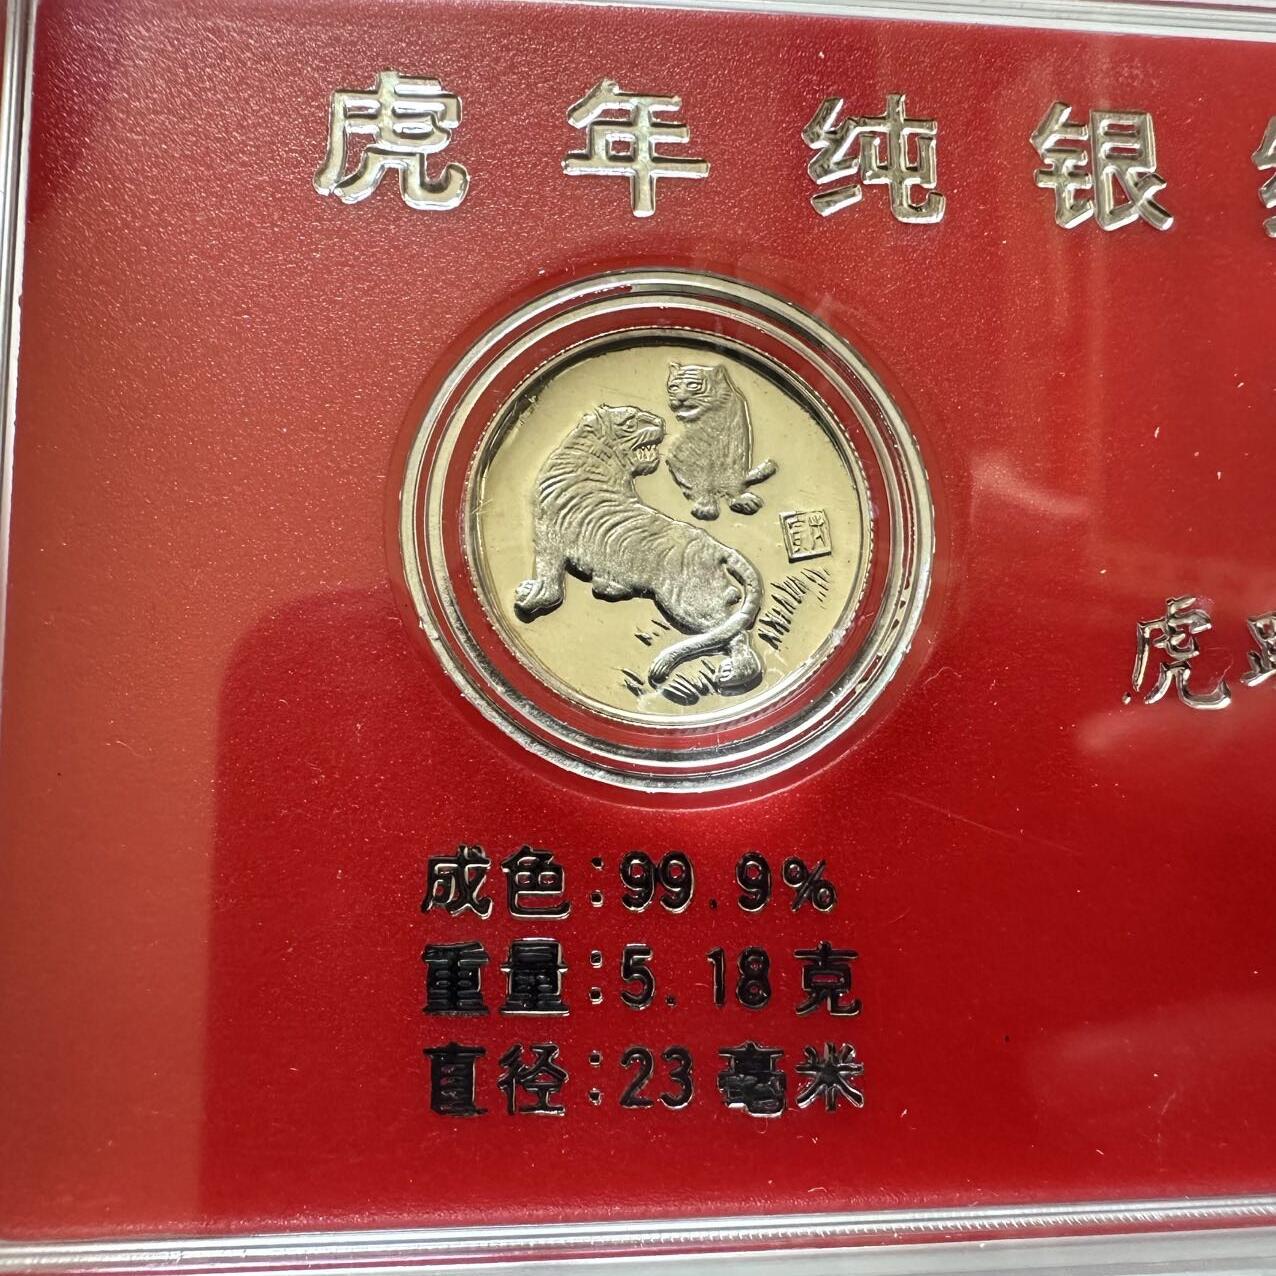 虎年纯银
虎
成色:99.9%
重量:5.18克
直径:23毫米